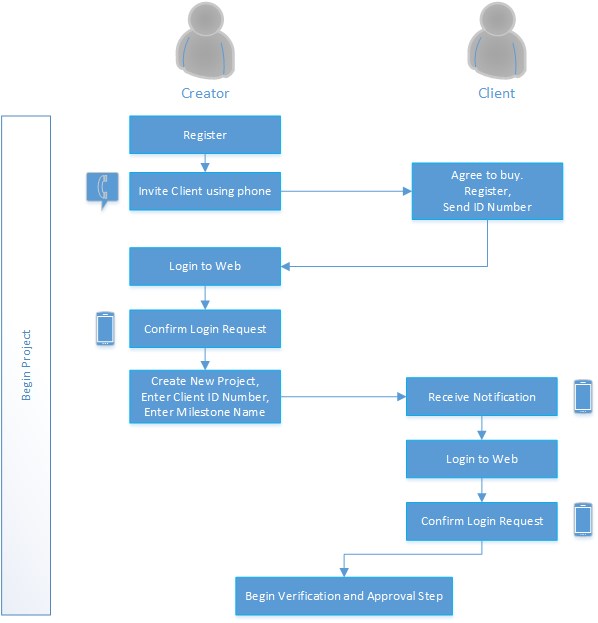 Creator
Client
Begin Project
Register
Invite Client using phone
Agree to buy.
Register,
Send ID Number
Login to Web
Confirm Login Request
Create New Project,
Enter Client ID Number,
Enter Milestone Name
Receive Notification
Login to Web
Confirm Login Request
Begin Verification and Approval Step